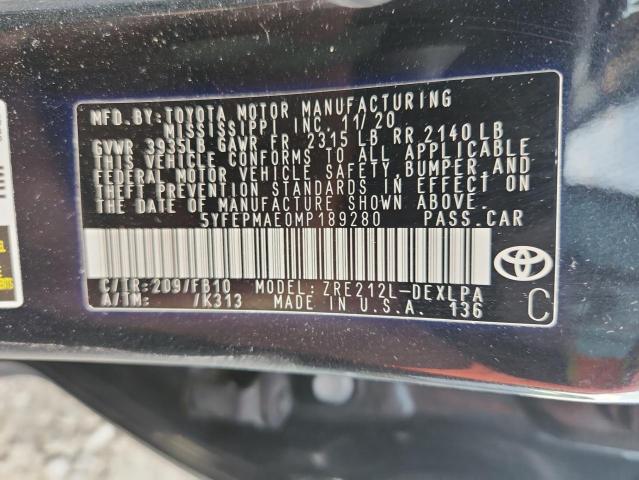 MFD.BY:TOYOTA MOTOR MANUFACTURING
MISSISSIPPI INC. 11/20
GVWR 3935LB GAWR FR 2315 LB RR 2140LB
THIS VEHICLE CONFORMS TO ALL APPLICABLE
FEDERAL MOTOR VEHICLE SAFETY,BUMPER,AND
THEFT PREVENTION STANDARDS IN EFFECT ON
THE DATE OF MANUFACTURE SHOWN ABOVE.
5YFEPMAE0MP189280 PASS.CAR
C/TR:209/FB10 MODEL:ZRE212L-DEXLPA
A/TM: /K313 MADE IN U.S.A. 136
C